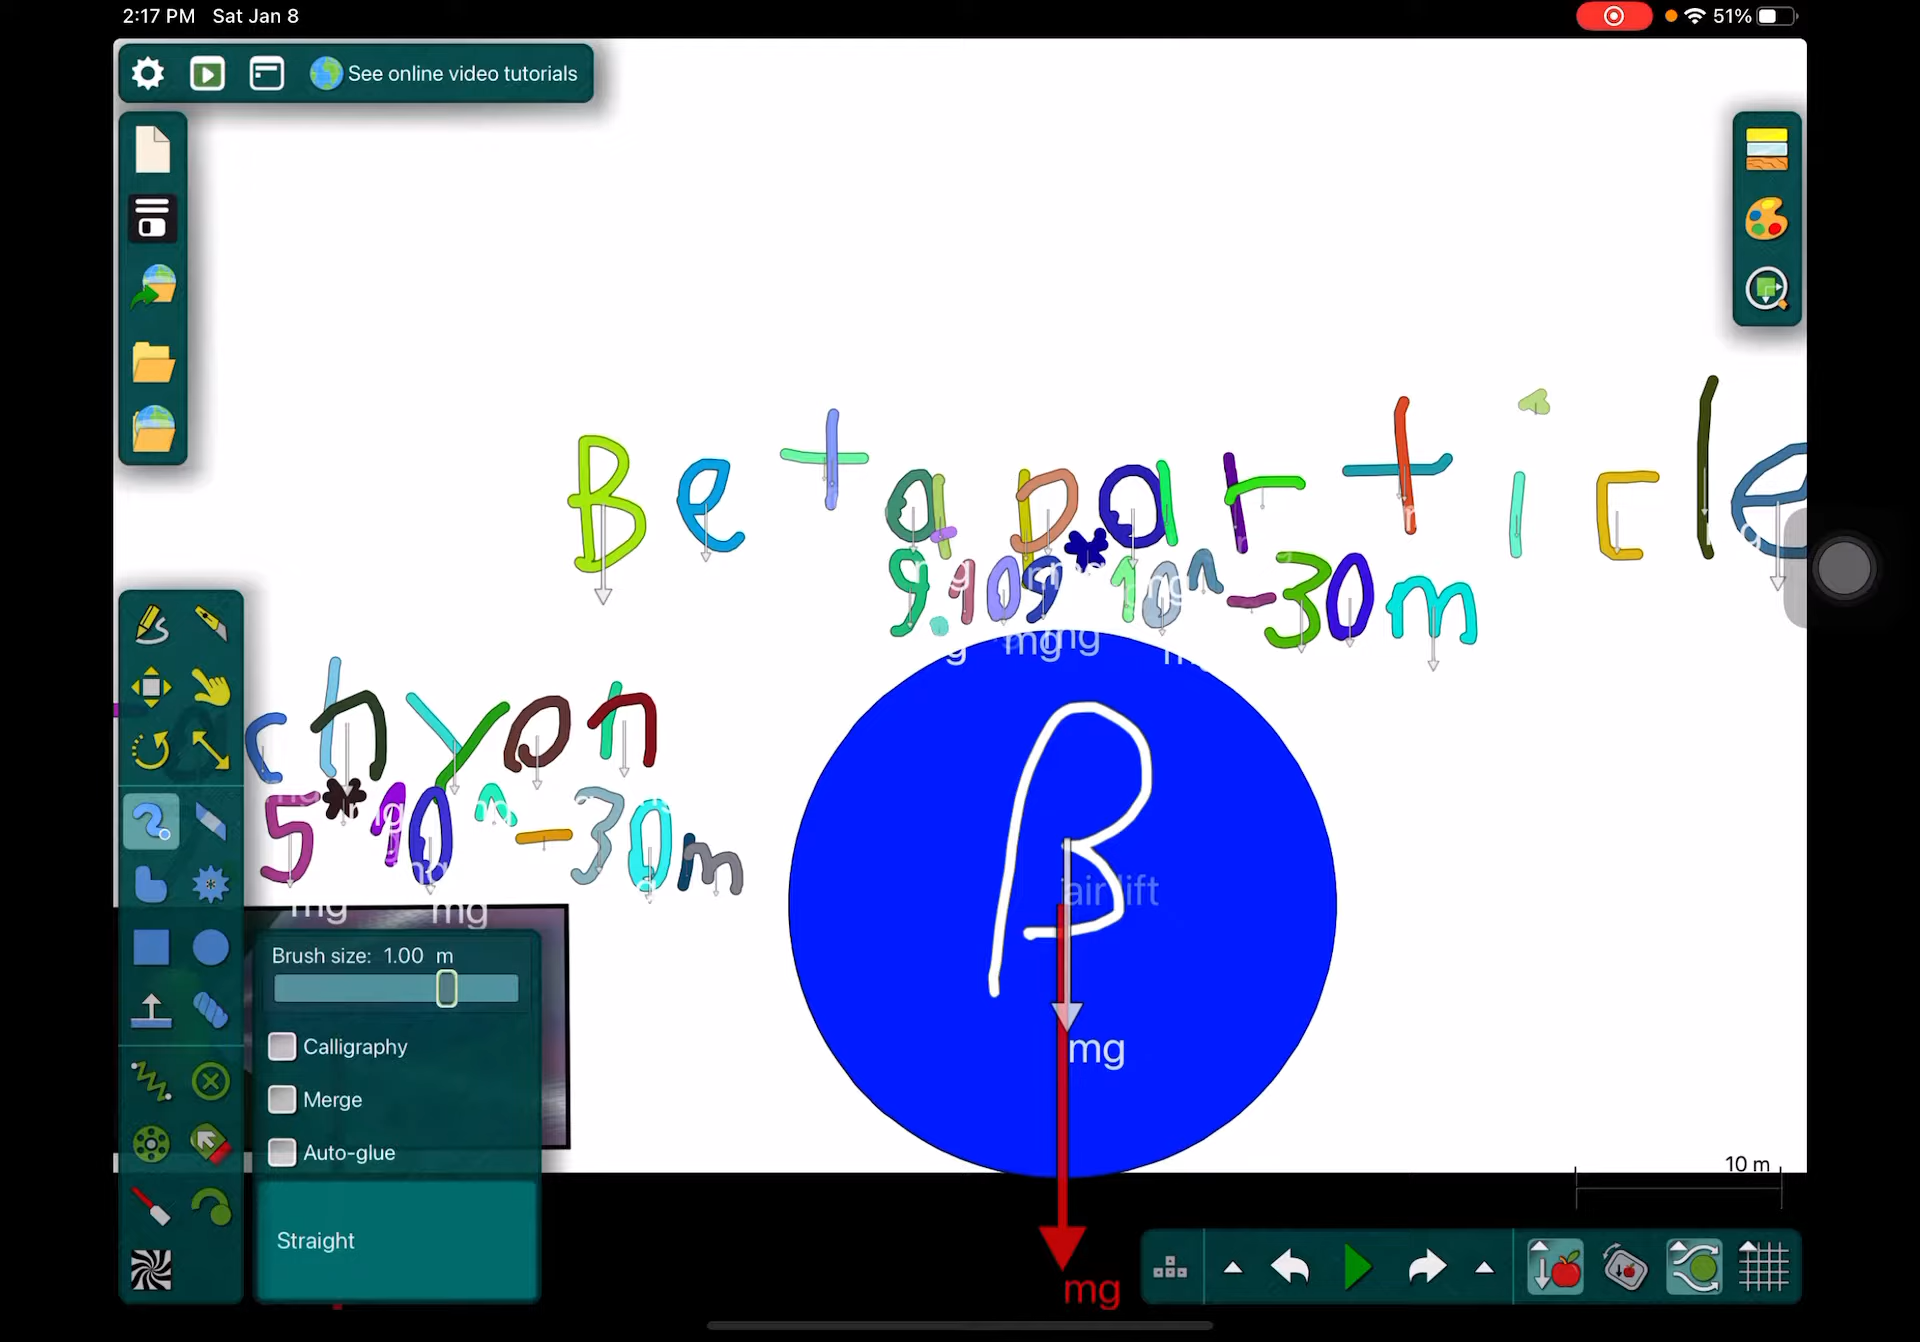 2:17 PM Sat Jan 8
51%
See online video tutorials
Beta particle
9.109*10^-30m
chyon
5*10^-30m
β
air lift
mg
mg
mg
mg
mg
mg
Brush size: 1.00 m
Calligraphy
Merge
Auto-glue
Straight
10 m
mg